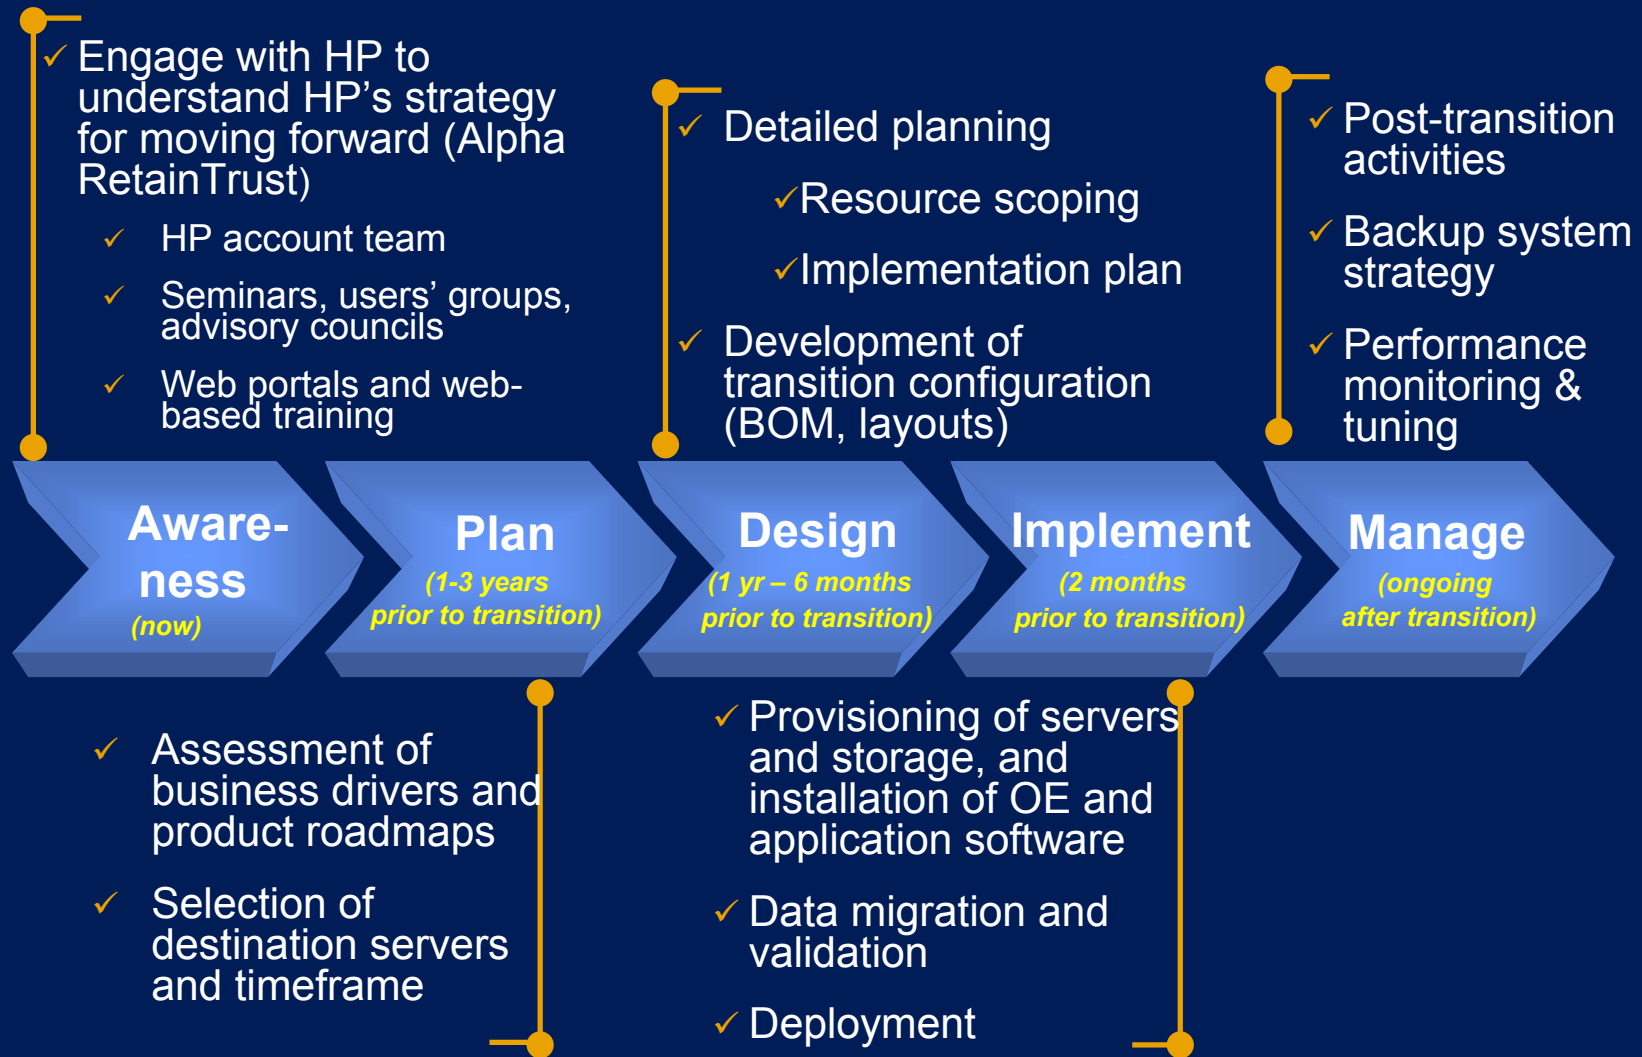 ✓ Engage with HP to
understand HP's strategy
for moving forward (Alpha
RetainTrust)
✓ HP account team
✓ Seminars, users' groups,
advisory councils
✓ Web portals and web-
based training
✓ Detailed planning
✓Resource scoping
✓Implementation plan
✓ Development of
transition configuration
(BOM, layouts)
✓ Post-transition
activities
✓ Backup system
strategy
✓ Performance
monitoring &
tuning
Aware-
ness
(now)
Plan
(1-3 years
prior to transition)
Design
(1 yr – 6 months
prior to transition)
Implement
(2 months
prior to transition)
Manage
(ongoing
after transition)
✓ Assessment of
business drivers and
product roadmaps
✓ Selection of
destination servers
and timeframe
✓ Provisioning of servers
and storage, and
installation of OE and
application software
✓ Data migration and
validation
✓ Deployment